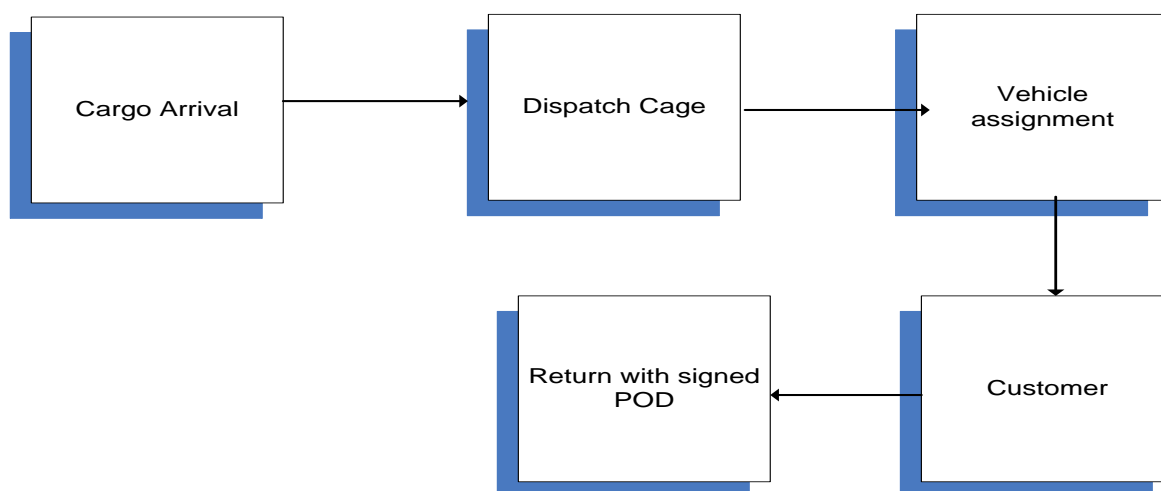 Cargo Arrival
Dispatch Cage
Vehicle
assignment
Customer
Return with signed
POD